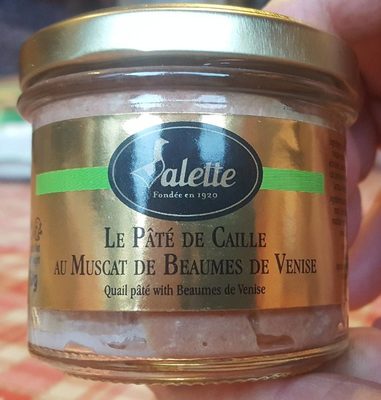 Valette
Fondée en 1920
LE PÂTÉ DE CAILLE
AU MUSCAT DE BEAUMES DE VENISE
Quail pâté with Beaumes de Venise